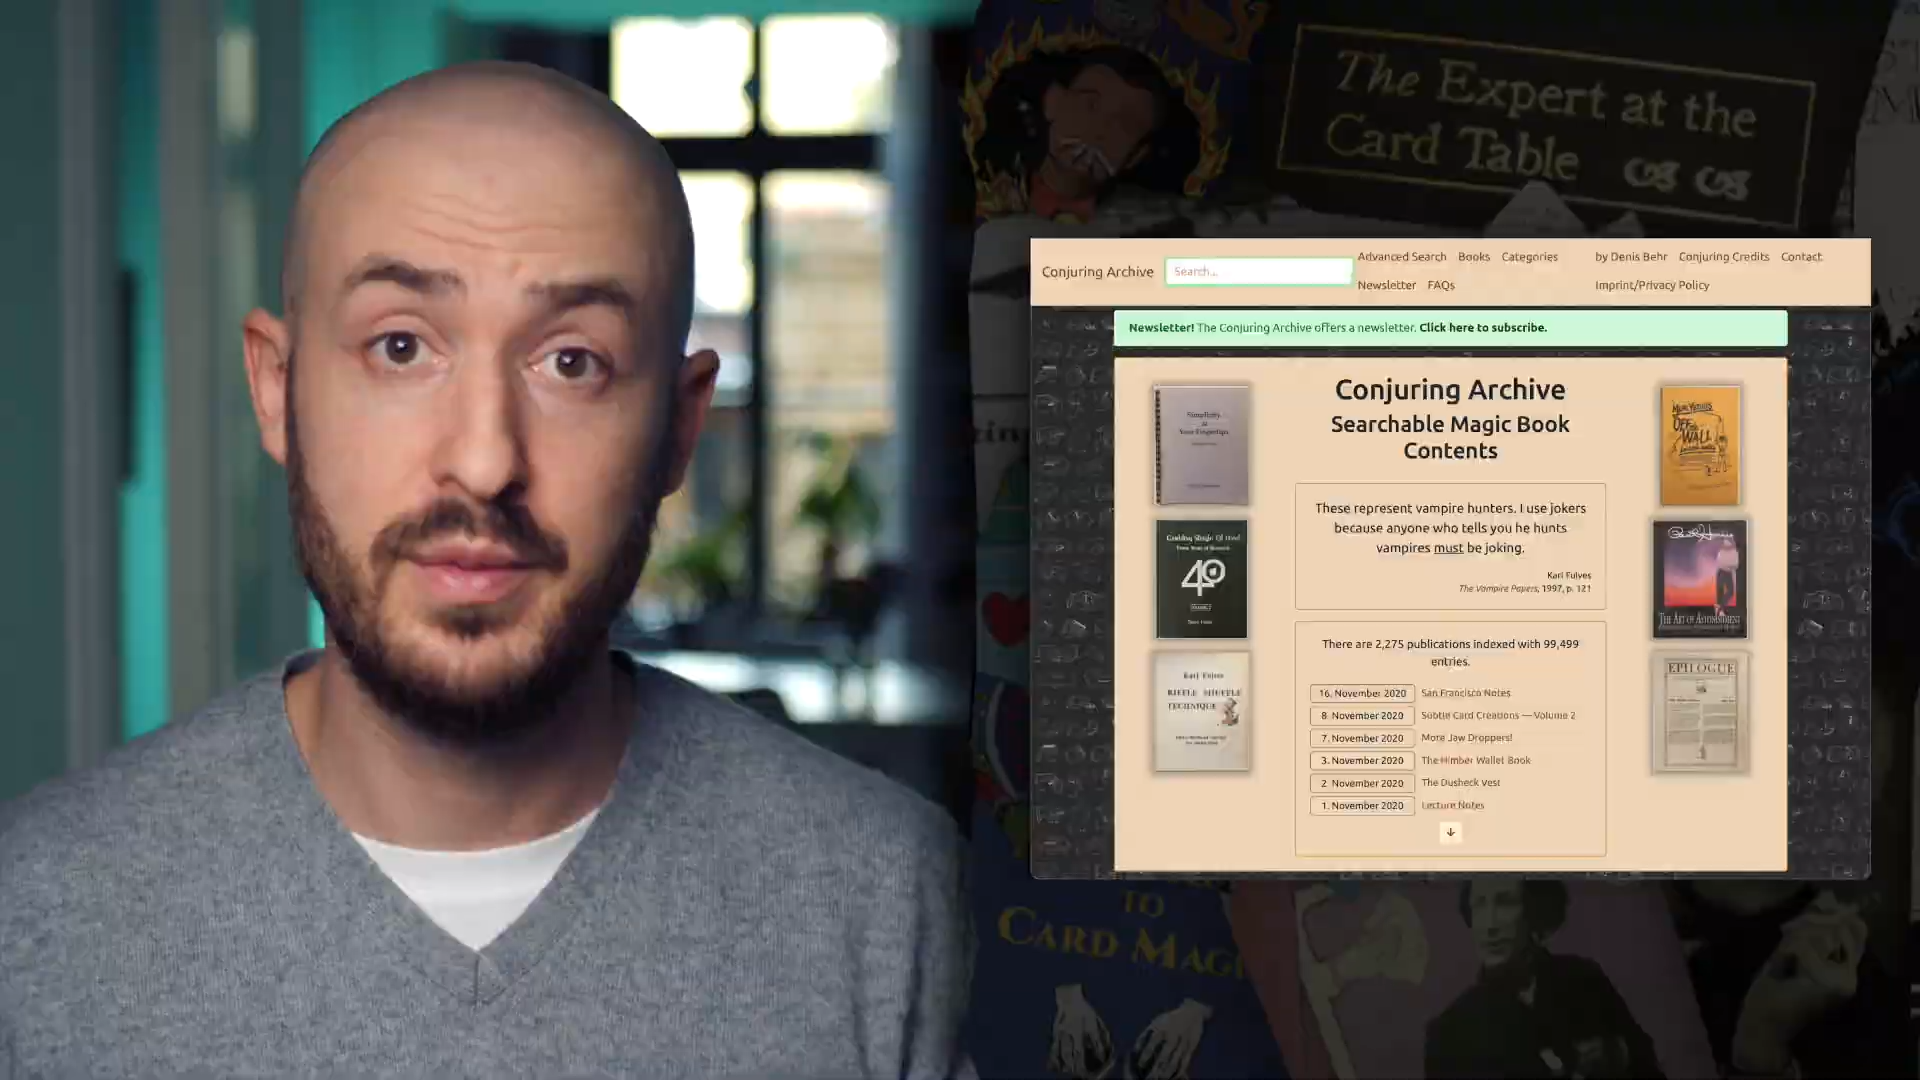 The Expert at the
Card Table
Conjuring Archive
Search...
Advanced Search Books Categories
Newsletter FAQs
by Denis Behr Conjuring Credits Contact
Imprint/Privacy Policy
Newsletter! The Conjuring Archive offers a newsletter. Click here to subscribe.
Conjuring Archive
Searchable Magic Book
Contents
These represent vampire hunters. I use jokers
because anyone who tells you he hunts
vampires must be joking.
Karl Fulves
The Vampire Papers, 1997, p. 121
There are 2,275 publications indexed with 99,499
entries.
16. November 2020 San Francisco Notes
8. November 2020 Subtle Card Creations — Volume 2
7. November 2020 More Jaw Droppers!
3. November 2020 The Himber Wallet Book
2. November 2020 The Dusheck Vest
1. November 2020 Lecture Notes
Simplicity
at
Your Fingertips
40
Karl Fulves
RIFFLE SHUFFLE
TECHNIQUE
OFF THE
WALL
THE ART OF ASTONISHMENT
EPILOGUE
TO
CARD MAGI